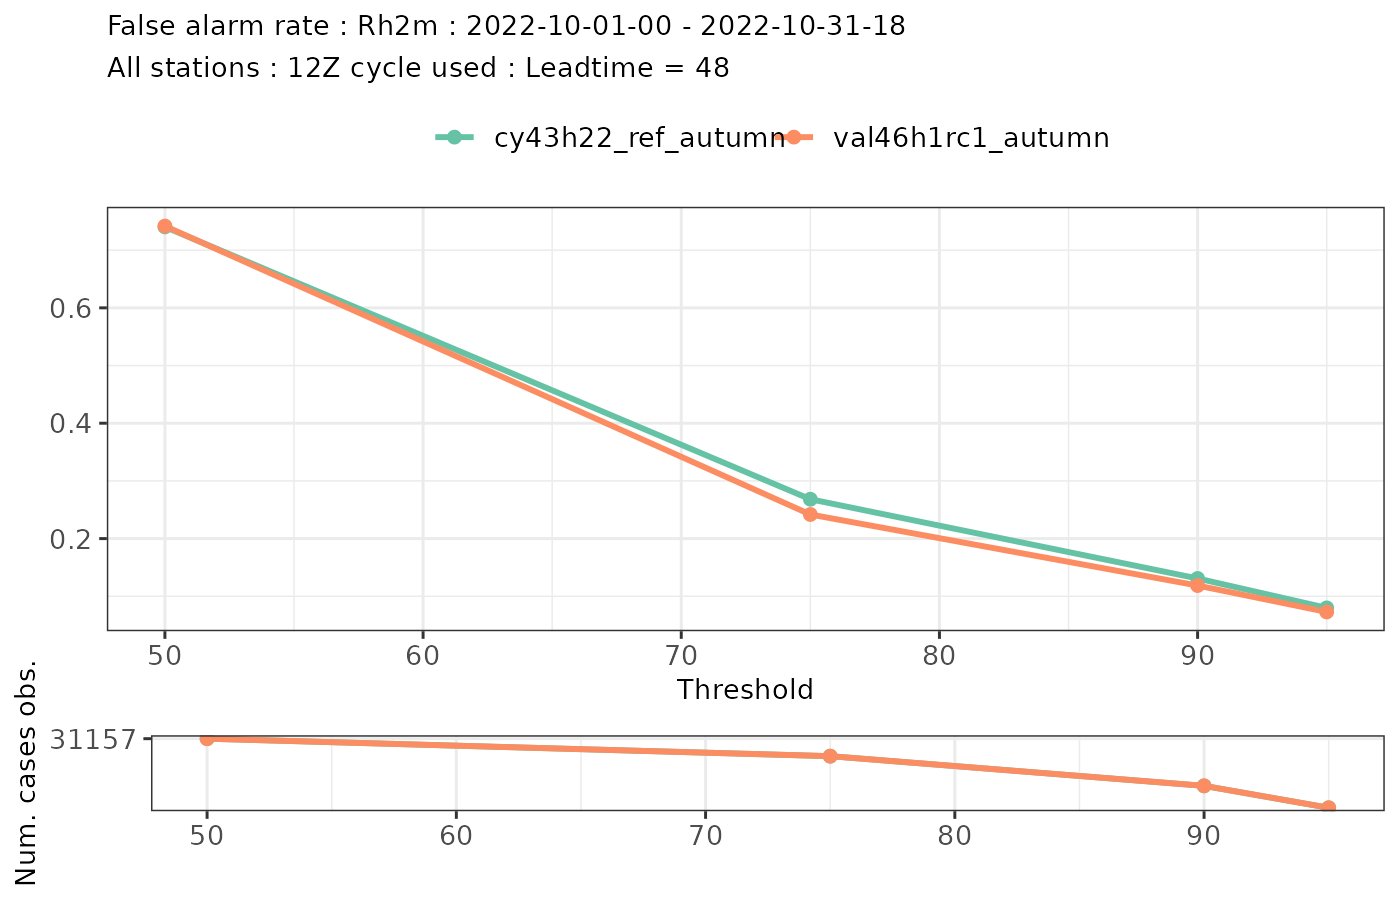 False alarm rate : Rh2m : 2022-10-01-00 - 2022-10-31-18
All stations : 12Z cycle used : Leadtime = 48
cy43h22_ref_autumn val46h1rc1_autumn
0.6
0.4
0.2
50 60 70 80 90
Threshold
Num. cases obs.
31157
50 60 70 80 90